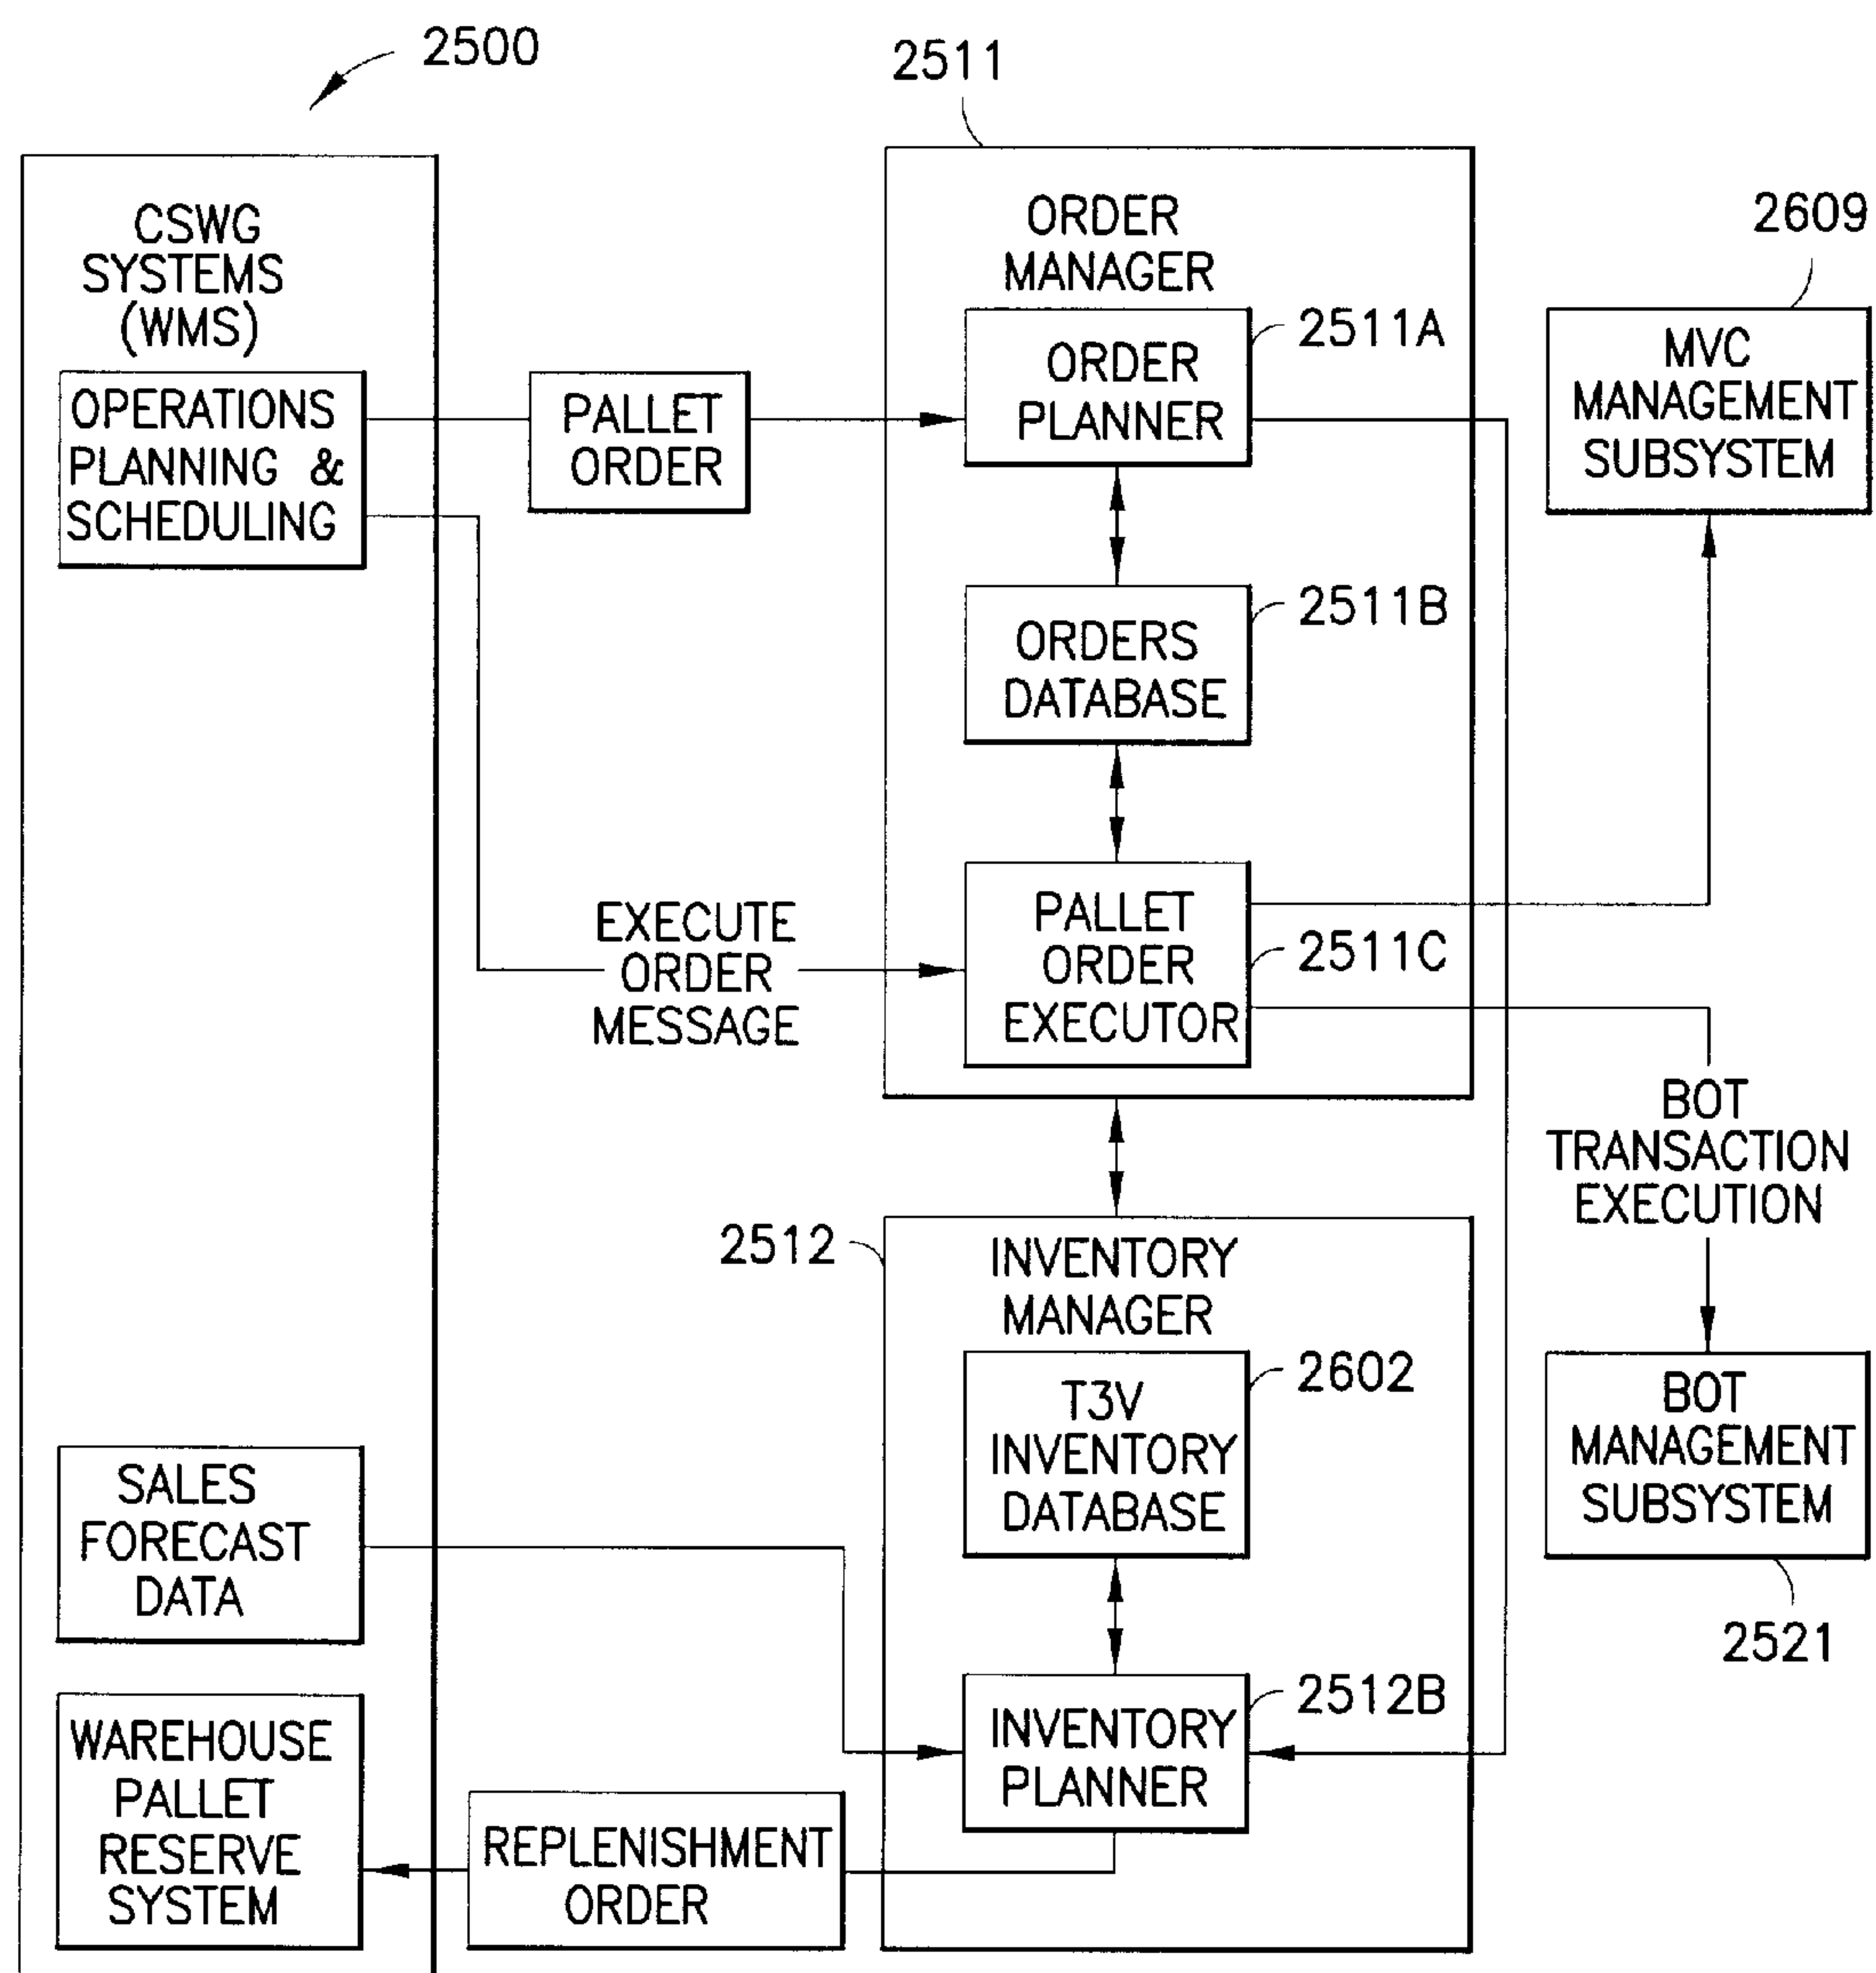 2500
2511
CSWG
SYSTEMS
(WMS)
OPERATIONS
PLANNING &
SCHEDULING
PALLET
ORDER
ORDER
MANAGER
ORDER
PLANNER
2511A
2609
MVC
MANAGEMENT
SUBSYSTEM
ORDERS
DATABASE
2511B
EXECUTE
ORDER
MESSAGE
PALLET
ORDER
EXECUTOR
2511C
BOT
TRANSACTION
EXECUTION
2512
INVENTORY
MANAGER
T3V
INVENTORY
DATABASE
2602
BOT
MANAGEMENT
SUBSYSTEM
2521
SALES
FORECAST
DATA
INVENTORY
PLANNER
2512B
WAREHOUSE
PALLET
RESERVE
SYSTEM
REPLENISHMENT
ORDER